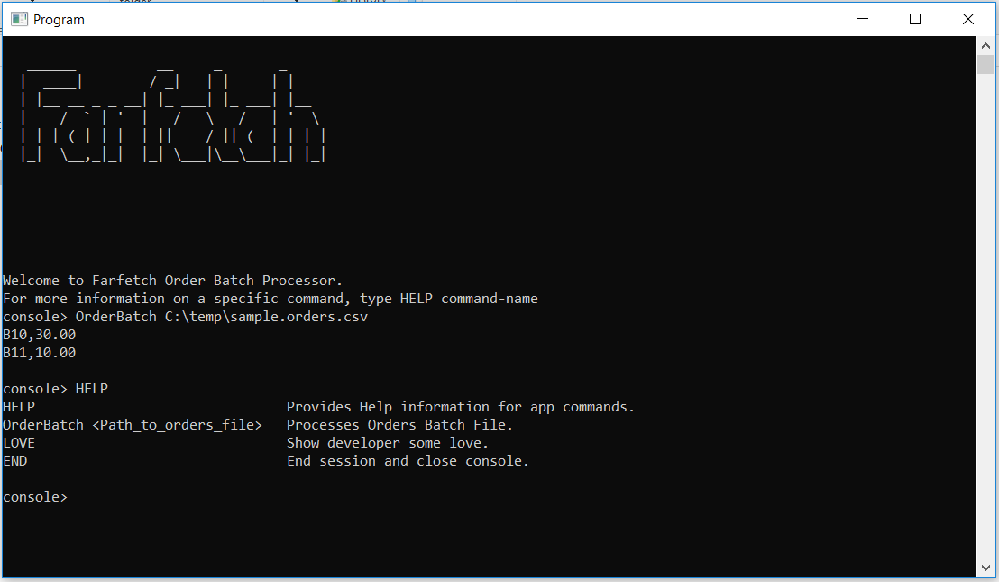 Program
Farfetch
Welcome to Farfetch Order Batch Processor.
For more information on a specific command, type HELP command-name
console> OrderBatch C:\temp\sample.orders.csv
B10,30.00
B11,10.00
console> HELP
HELP Provides Help information for app commands.
OrderBatch <Path_to_orders_file> Processes Orders Batch File.
LOVE Show developer some love.
END End session and close console.
console>